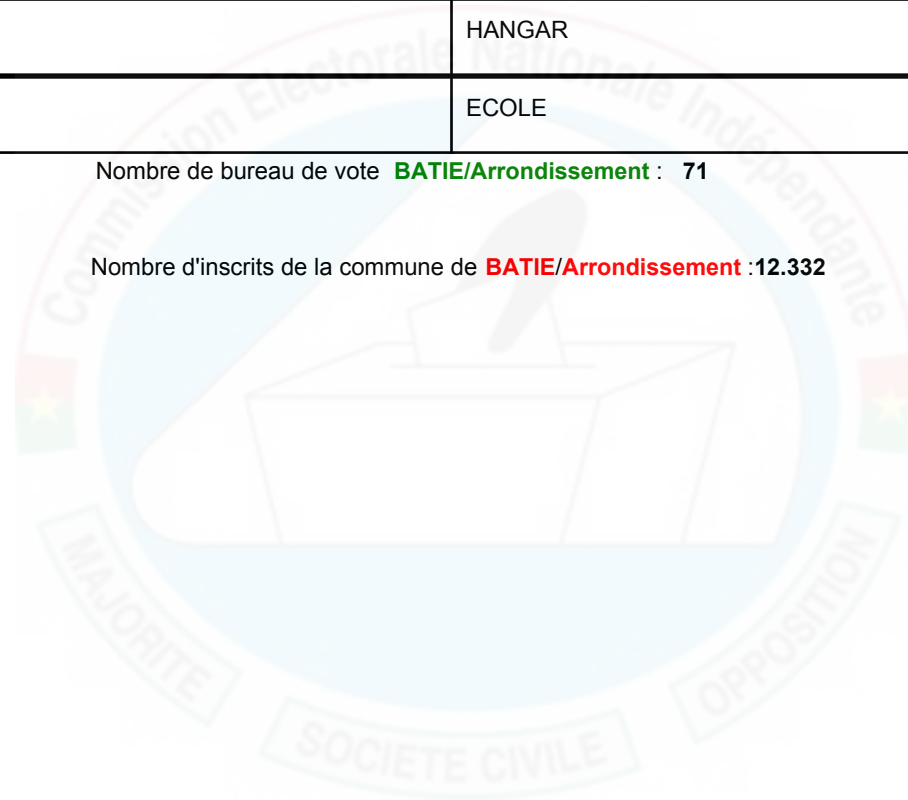 HANGAR
ECOLE
Nombre de bureau de vote BATIE/Arrondissement : 71
Nombre d'inscrits de la commune de BATIE/Arrondissement :12.332
Commission Electorale Nationale Indépendante
MAJORITE
SOCIETE CIVILE
OPPOSITION